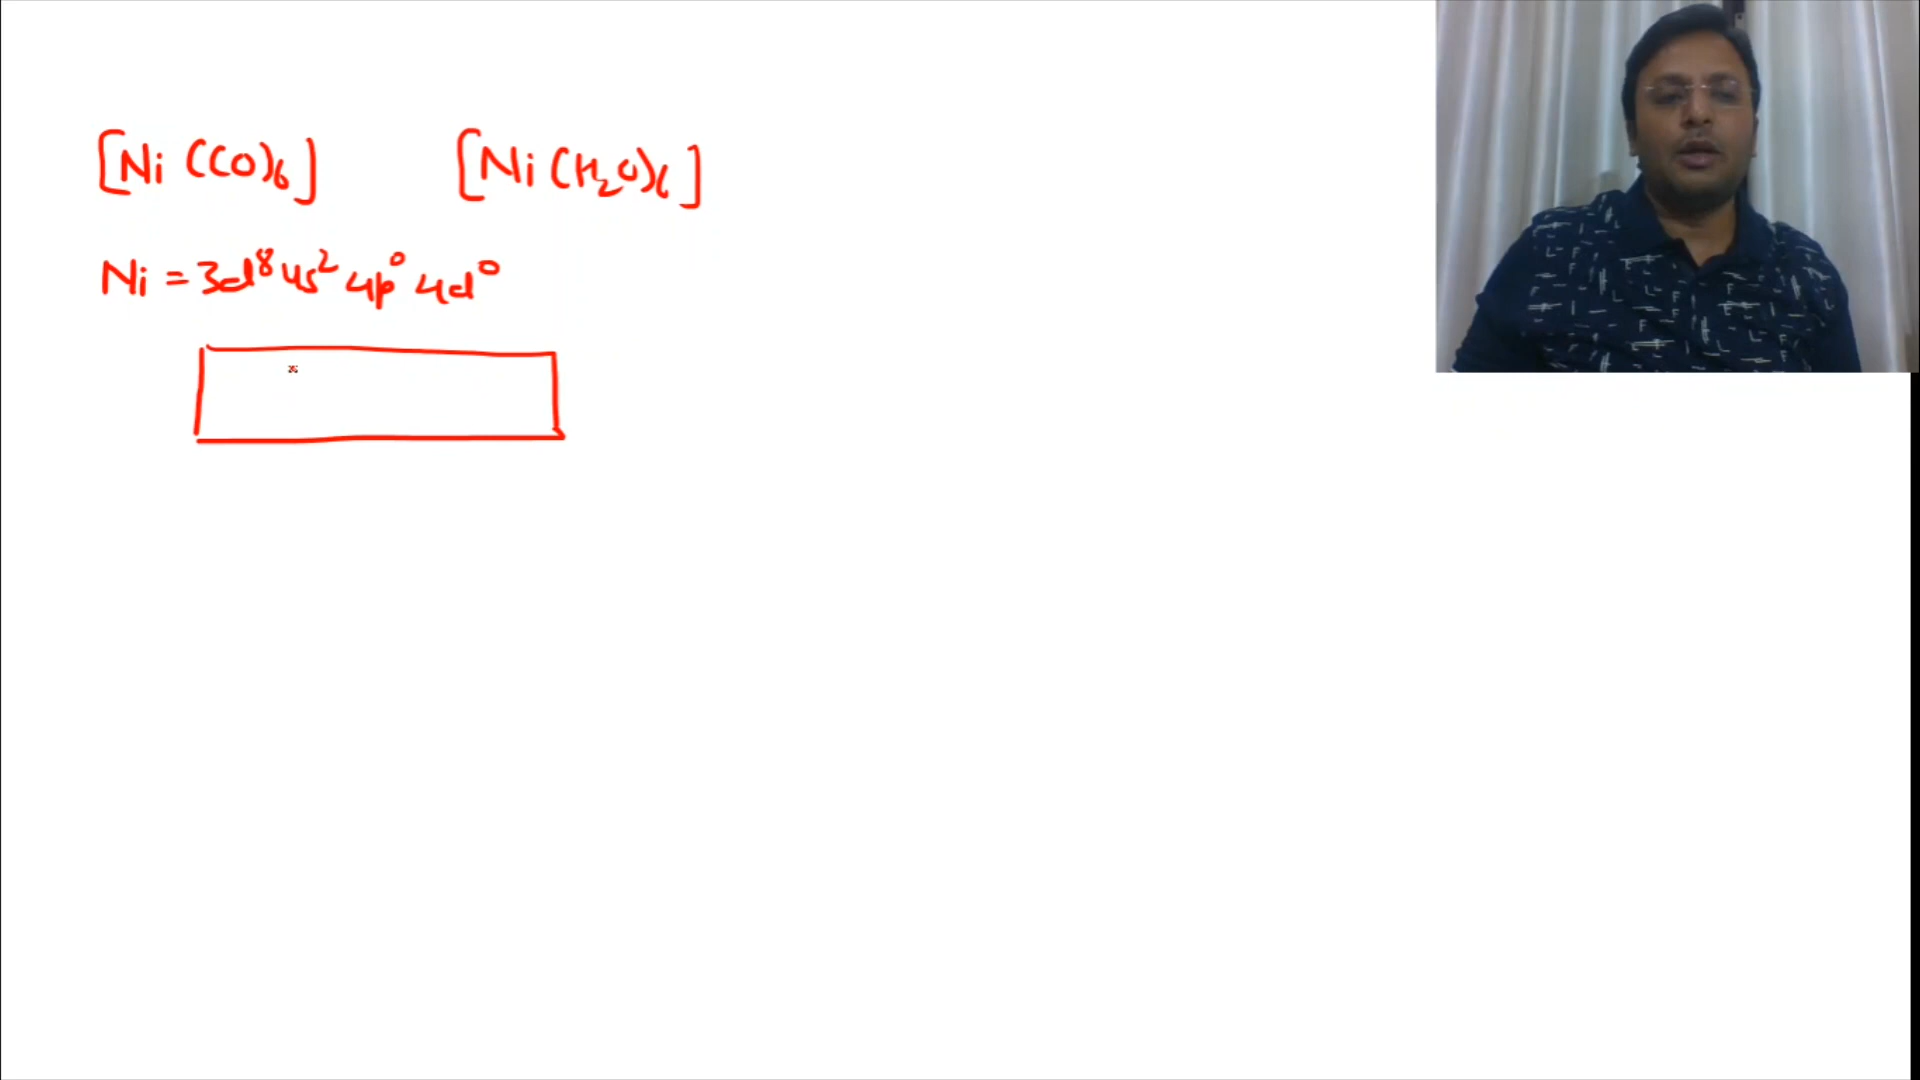 [Ni(CO)6] [Ni(H2O)6]
Ni = 3d⁸ 4s² 4p⁰ 4d⁰